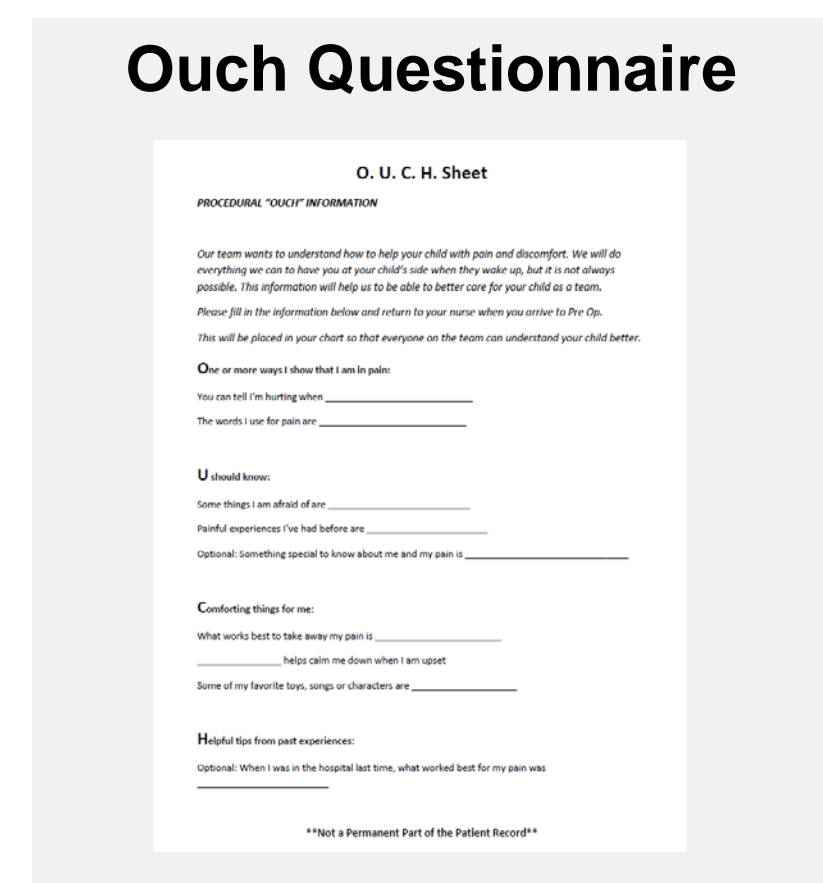 Ouch Questionnaire
O. U. C. H. Sheet
PROCEDURAL "OUCH" INFORMATION
Our team wants to understand how to help your child with pain and discomfort. We will do
everything we can to have you at your child's side when they wake up, but it is not always
possible. This information will help us to be able to better care for your child as a team.
Please fill in the information below and return to your nurse when you arrive to Pre Op.
This will be placed in your chart so that everyone on the team can understand your child better.
One or more ways I show that I am in pain:
You can tell I'm hurting when ____________________
The words I use for pain are ____________________
U should know:
Some things I am afraid of are ____________________
Painful experiences I've had before are ____________________
Optional: Something special to know about me and my pain is ____________________
Comforting things for me:
What works best to take away my pain is ____________________
____________________ helps calm me down when I am upset
Some of my favorite toys, songs or characters are ____________________
Helpful tips from past experiences:
Optional: When I was in the hospital last time, what worked best for my pain was
____________________
**Not a Permanent Part of the Patient Record**